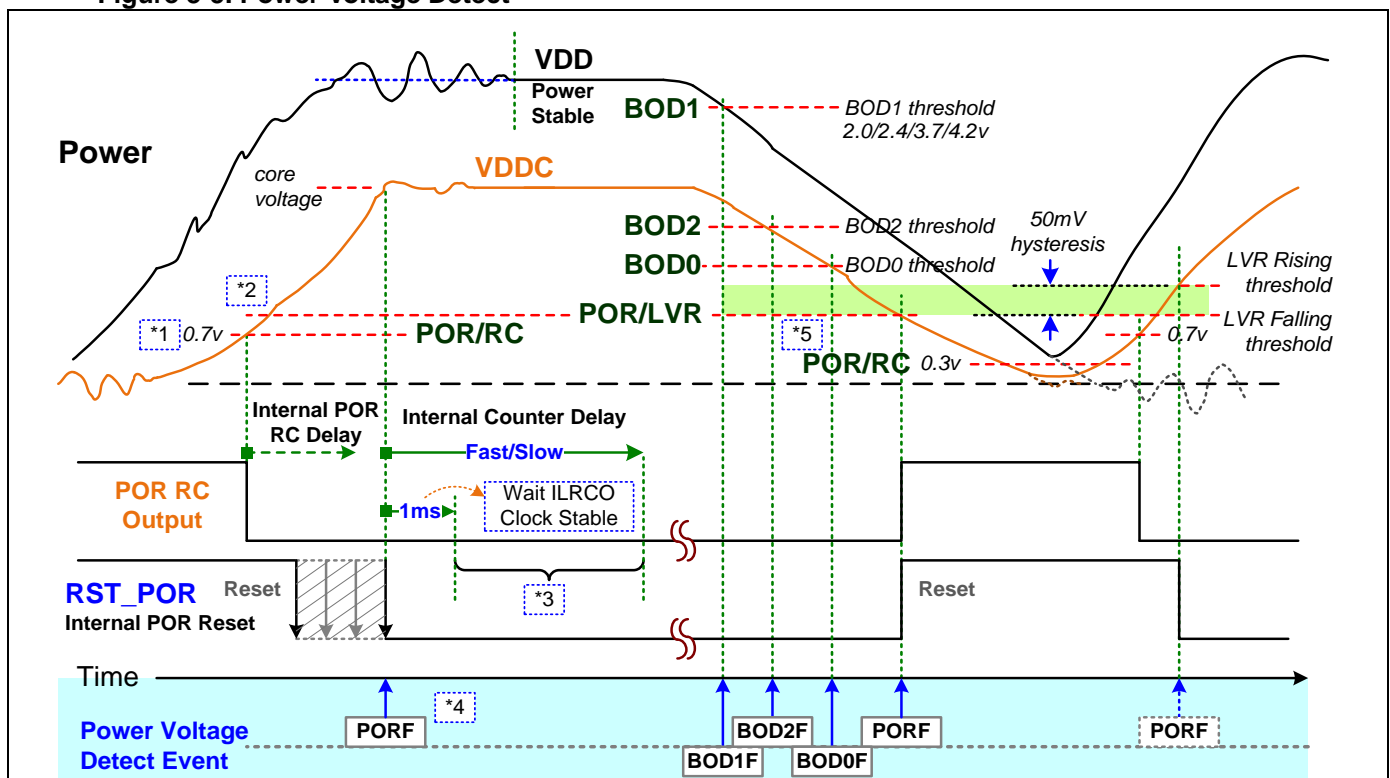 VDD
Power
Stable
BOD1
BOD1 threshold
2.0/2.4/3.7/4.2v
Power
core
voltage
VDDC
BOD2
BOD2 threshold
50mV
hysteresis
BOD0
BOD0 threshold
LVR Rising
threshold
*2
POR/LVR
*1
0.7v
POR/RC
*5
0.7v
LVR Falling
threshold
POR/RC
0.3v
Internal POR
RC Delay
Internal Counter Delay
Fast/Slow
POR RC
Output
1ms
Wait ILRCO
Clock Stable
RST_POR
Internal POR Reset
Reset
*3
Reset
Time
*4
Power Voltage
Detect Event
PORF
BOD1F
BOD2F
BOD0F
PORF
PORF